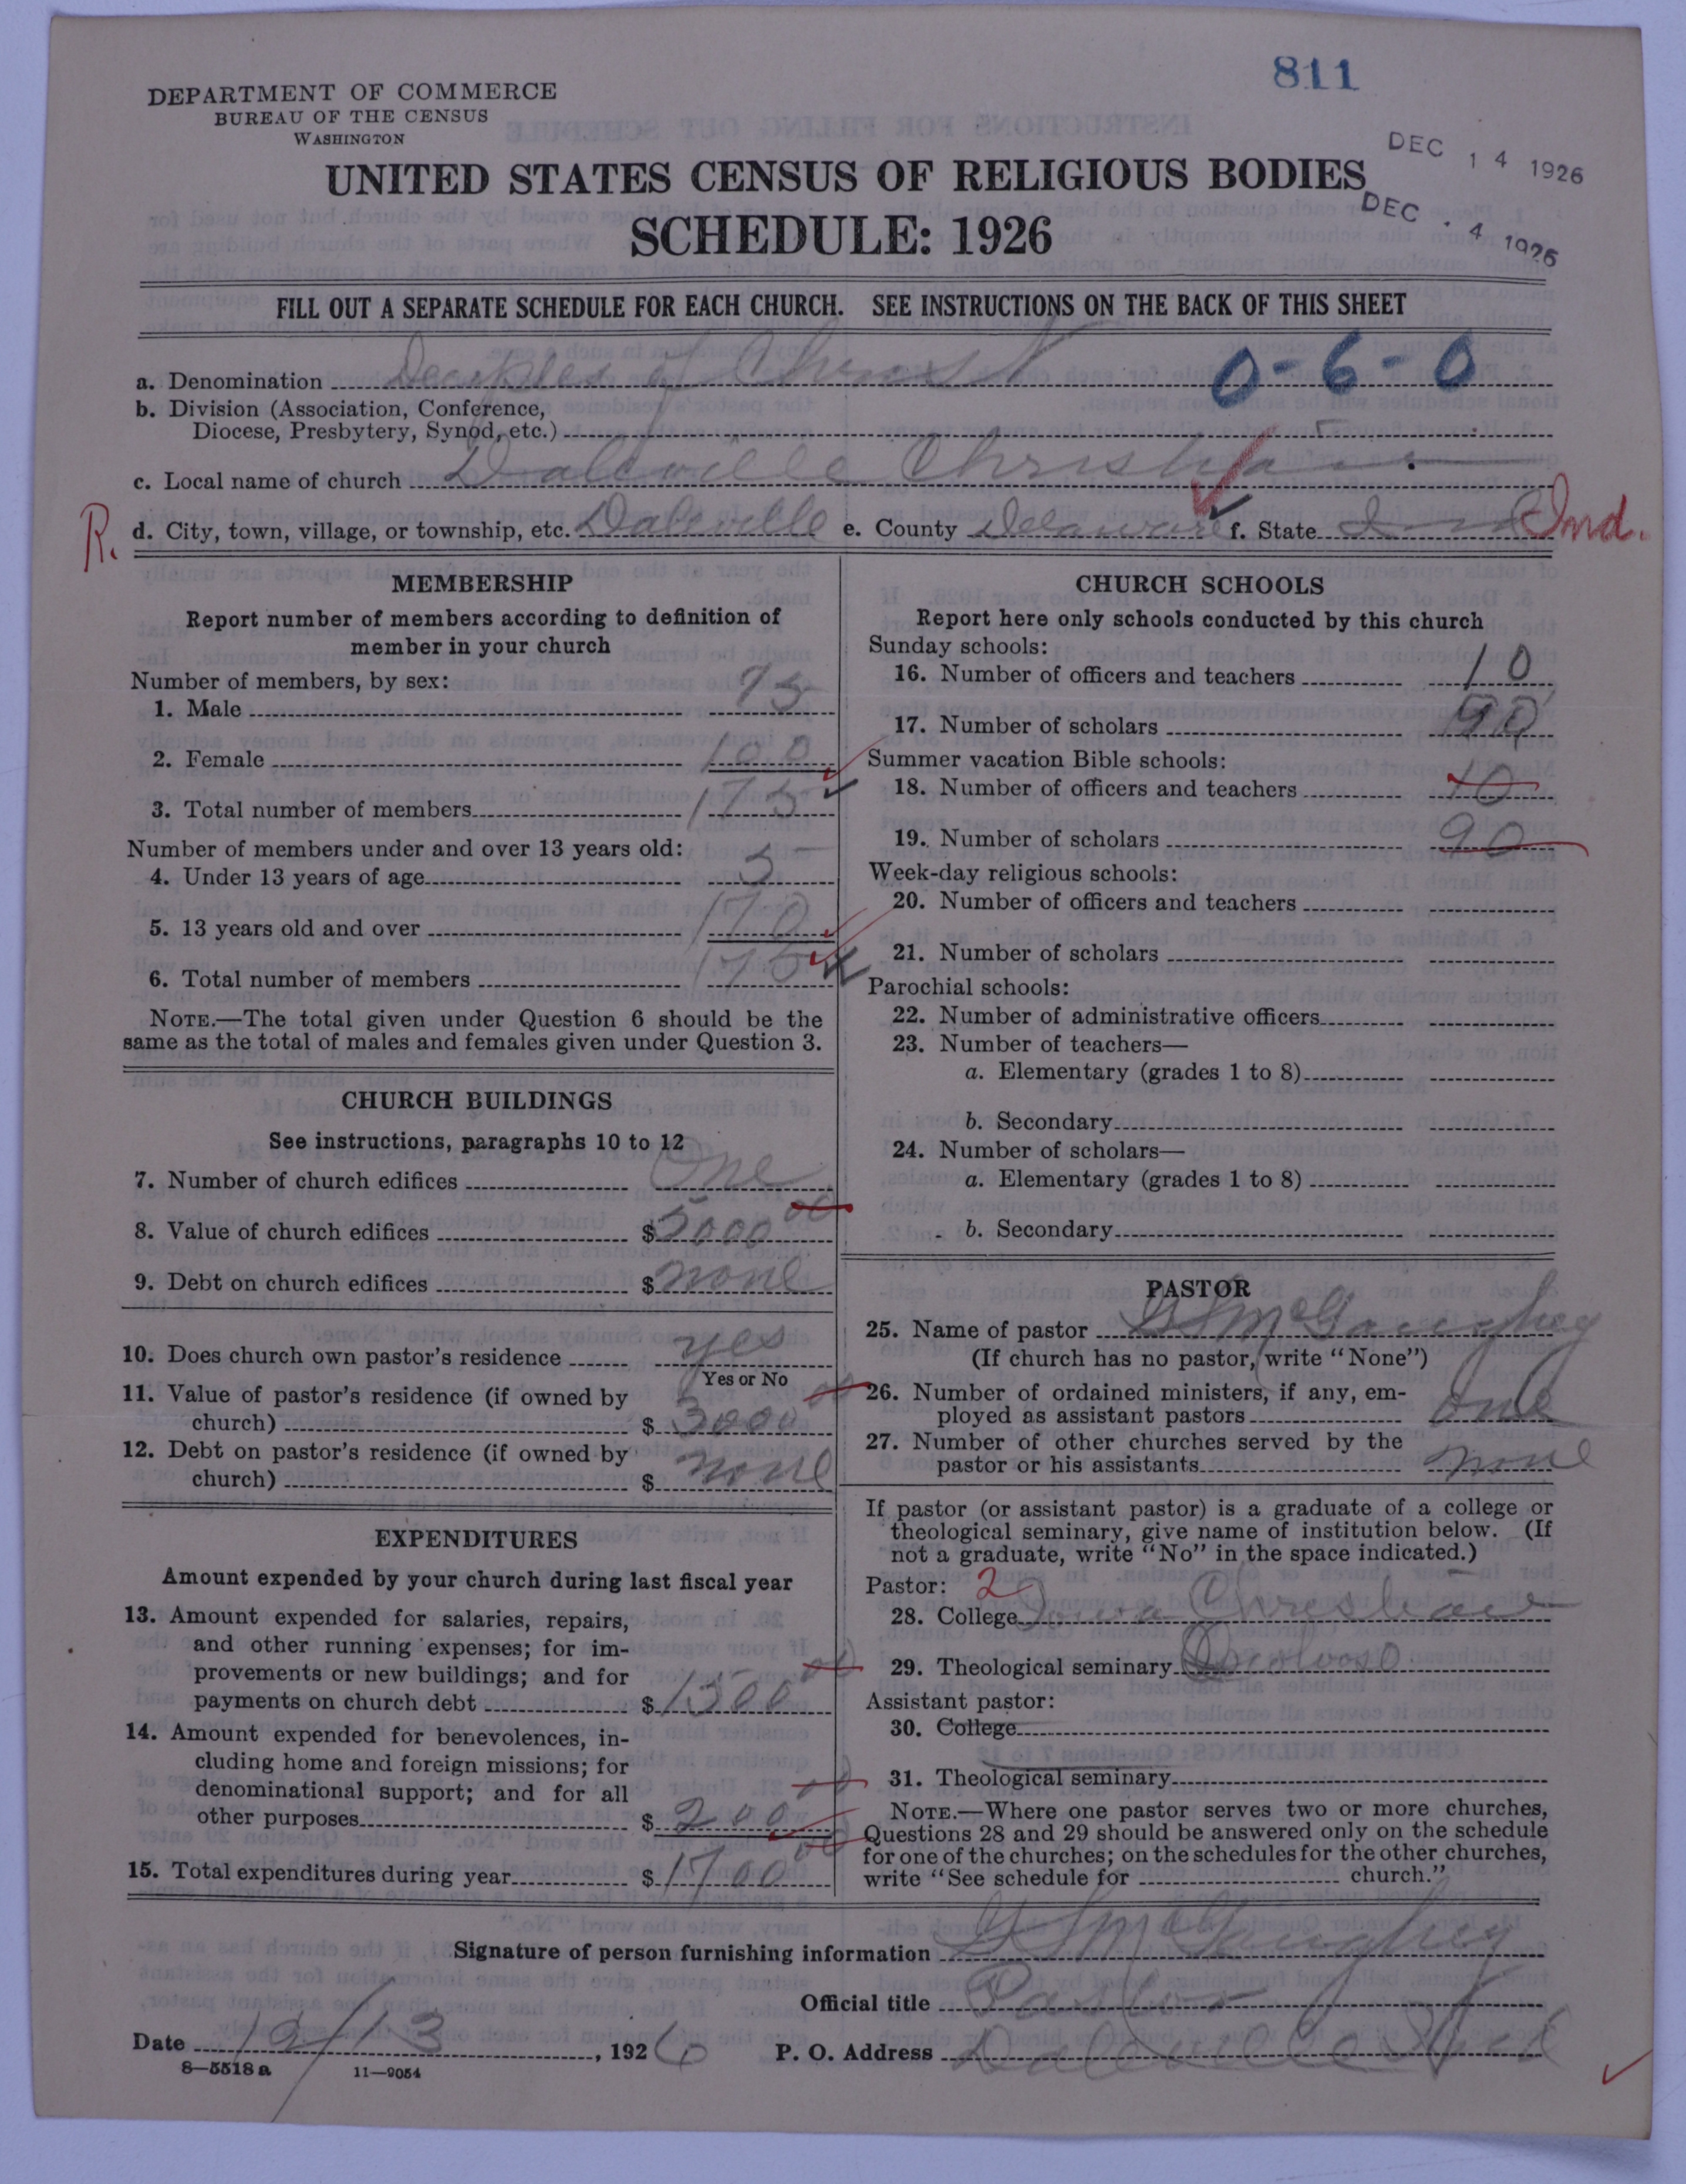 811
DEPARTMENT OF COMMERCE
BUREAU OF THE CENSUS
WASHINGTON
DEC 14 1926
UNITED STATES CENSUS OF RELIGIOUS BODIES
DEC 4 1926
SCHEDULE: 1926
FILL OUT A SEPARATE SCHEDULE FOR EACH CHURCH. SEE INSTRUCTIONS ON THE BACK OF THIS SHEET
a. Denomination Deciples of Christ 0-6-0
b. Division (Association, Conference,
Diocese, Presbytery, Synod, etc.)
c. Local name of church Daleville Christian
R. d. City, town, village, or township, etc. Daleville e. County Delaware f. State Ind Ind.
MEMBERSHIP
Report number of members according to definition of
member in your church
Number of members, by sex:
1. Male 75
2. Female 100
3. Total number of members 175
Number of members under and over 13 years old:
4. Under 13 years of age 5
5. 13 years old and over 170
6. Total number of members 175
NOTE.—The total given under Question 6 should be the
same as the total of males and females given under Question 3.
CHURCH BUILDINGS
See instructions, paragraphs 10 to 12
7. Number of church edifices One
8. Value of church edifices $5000 00
9. Debt on church edifices $ none
10. Does church own pastor's residence yes
Yes or No
11. Value of pastor's residence (if owned by
church) $ 3000 00
12. Debt on pastor's residence (if owned by
church) $ none
EXPENDITURES
Amount expended by your church during last fiscal year
13. Amount expended for salaries, repairs,
and other running expenses; for im-
provements or new buildings; and for
payments on church debt $ 1500 00
14. Amount expended for benevolences, in-
cluding home and foreign missions; for
denominational support; and for all
other purposes $ 200 00
15. Total expenditures during year $ 1700 00
CHURCH SCHOOLS
Report here only schools conducted by this church
Sunday schools:
16. Number of officers and teachers 10
17. Number of scholars 90
Summer vacation Bible schools:
18. Number of officers and teachers 10
19. Number of scholars 90
Week-day religious schools:
20. Number of officers and teachers
21. Number of scholars
Parochial schools:
22. Number of administrative officers
23. Number of teachers—
a. Elementary (grades 1 to 8)
b. Secondary
24. Number of scholars—
a. Elementary (grades 1 to 8)
b. Secondary
PASTOR
25. Name of pastor G S McGaughey
(If church has no pastor, write "None")
26. Number of ordained ministers, if any, em-
ployed as assistant pastors one
27. Number of other churches served by the
pastor or his assistants none
If pastor (or assistant pastor) is a graduate of a college or
theological seminary, give name of institution below. (If
not a graduate, write "No" in the space indicated.)
Pastor: 2
28. College Iowa Christian
29. Theological seminary
Assistant pastor:
30. College
31. Theological seminary
NOTE.—Where one pastor serves two or more churches,
Questions 28 and 29 should be answered only on the schedule
for one of the churches; on the schedules for the other churches,
write "See schedule for church."
Signature of person furnishing information G S McGaughey
Official title Pastor
Date 12/13, 1926 P. O. Address Daleville Ind
8—5518 a 11—9054